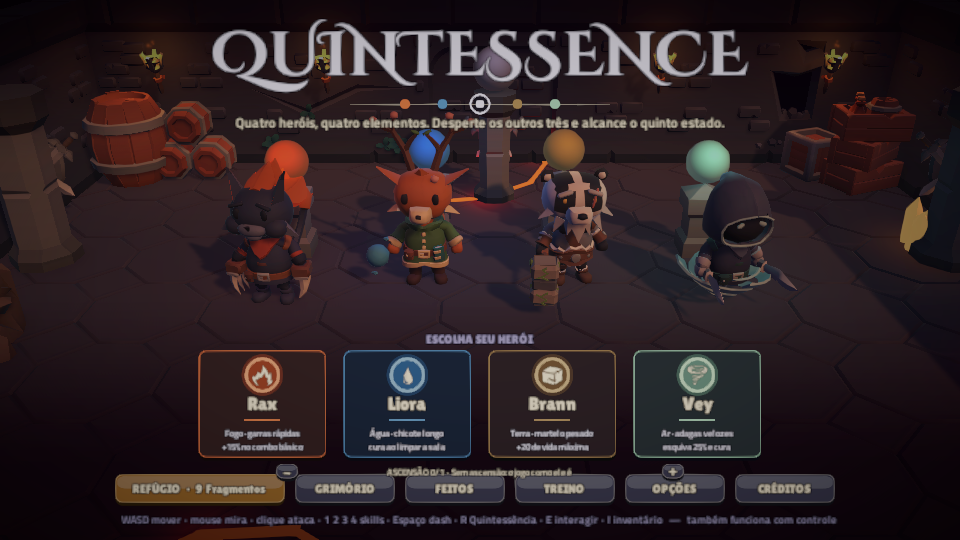 QUINTESSENCE
Quatro heróis, quatro elementos. Desperte os outros três e alcance o quinto estado.
ESCOLHA SEU HERÓI
Rax
Fogo · garras rápidas
+15% no combo básico
Liora
Água · chicote longo
cura ao limpar a sala
Brann
Terra · martelo pesado
+20 de vida máxima
Vey
Ar · adagas velozes
esquiva 25% e cura
- ASCENSÃO 0/1 · Sem ascensão: o jogo como ele é +
REFÚGIO · 9 Fragmentos GRIMÓRIO FEITOS TREINO OPÇÕES CRÉDITOS
WASD mover · mouse mira · clique ataca · 1 2 3 4 skills · Espaço dash · R Quintessência · E interagir · I inventário — também funciona com controle